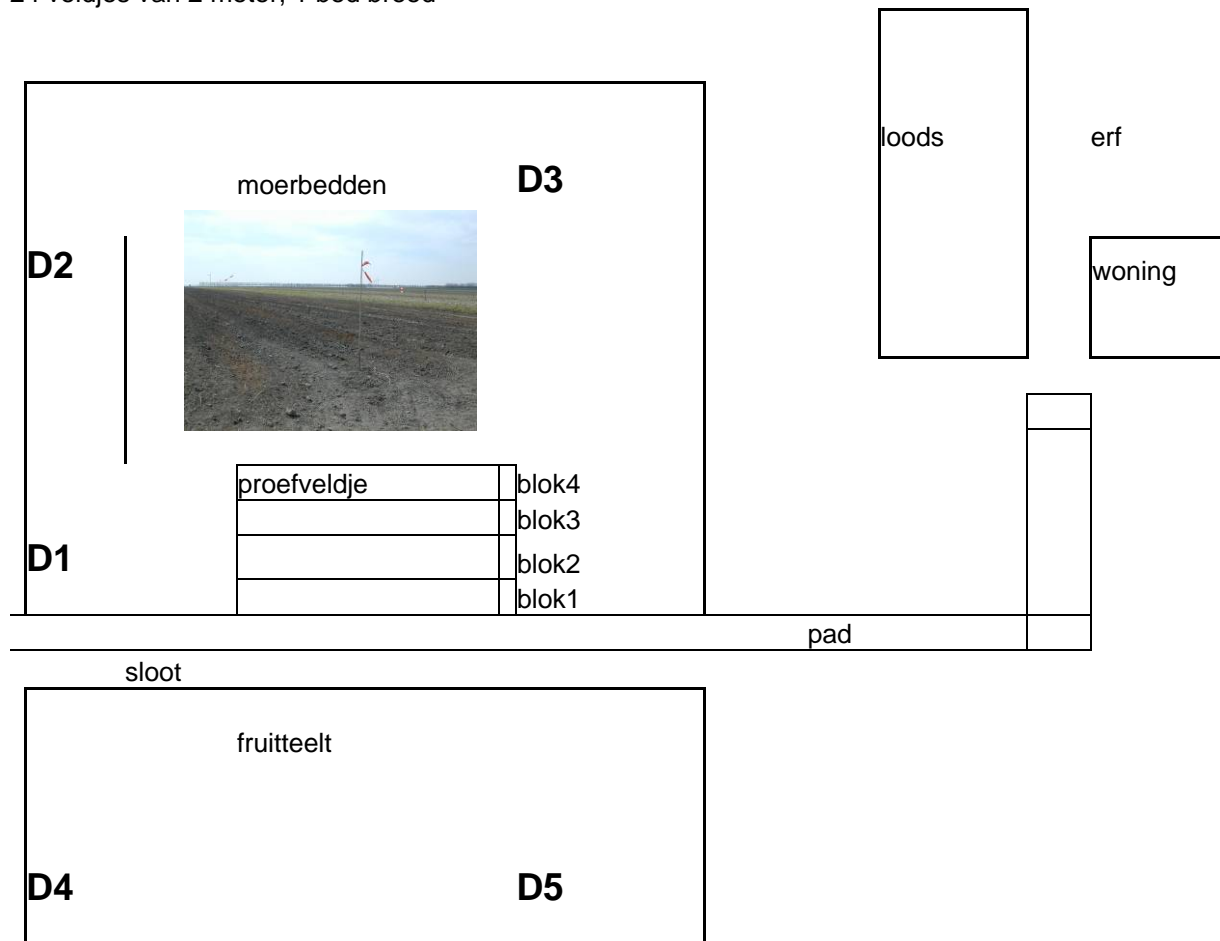 loods
erf
moerbedden
D3
D2
woning
proefveldje
blok4
blok3
D1
blok2
blok1
pad
sloot
fruitteelt
D4
D5